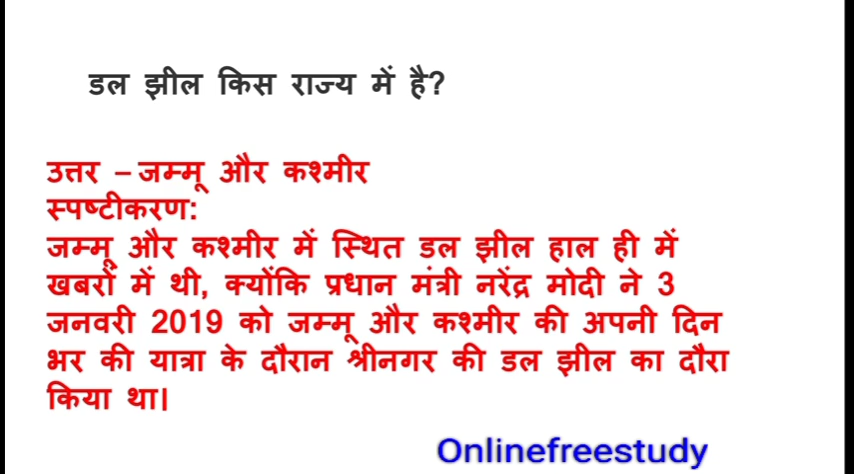 डल झील किस राज्य में है?
उत्तर – जम्मू और कश्मीर
स्पष्टीकरण:
जम्मू और कश्मीर में स्थित डल झील हाल ही में
खबरों में थी, क्योंकि प्रधान मंत्री नरेंद्र मोदी ने 3
जनवरी 2019 को जम्मू और कश्मीर की अपनी दिन
भर की यात्रा के दौरान श्रीनगर की डल झील का दौरा
किया था।
Onlinefreestudy